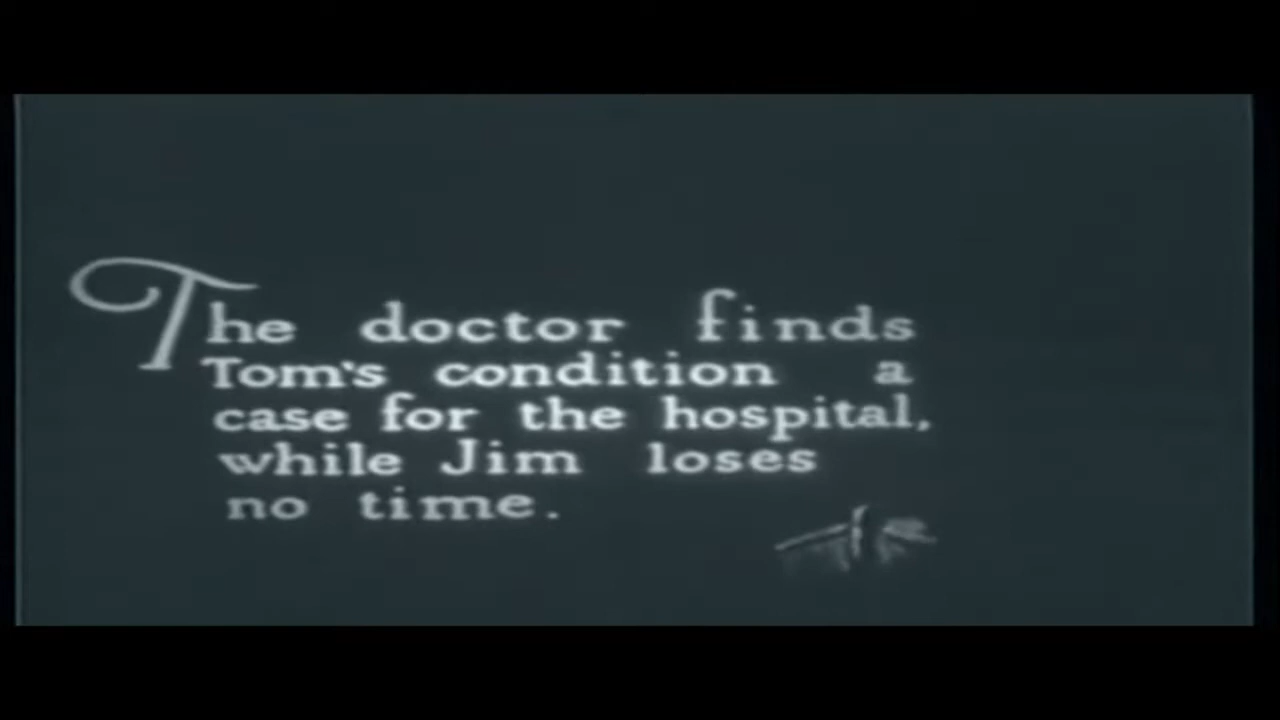 The doctor finds
Tom's condition a
case for the hospital,
while Jim loses
no time.